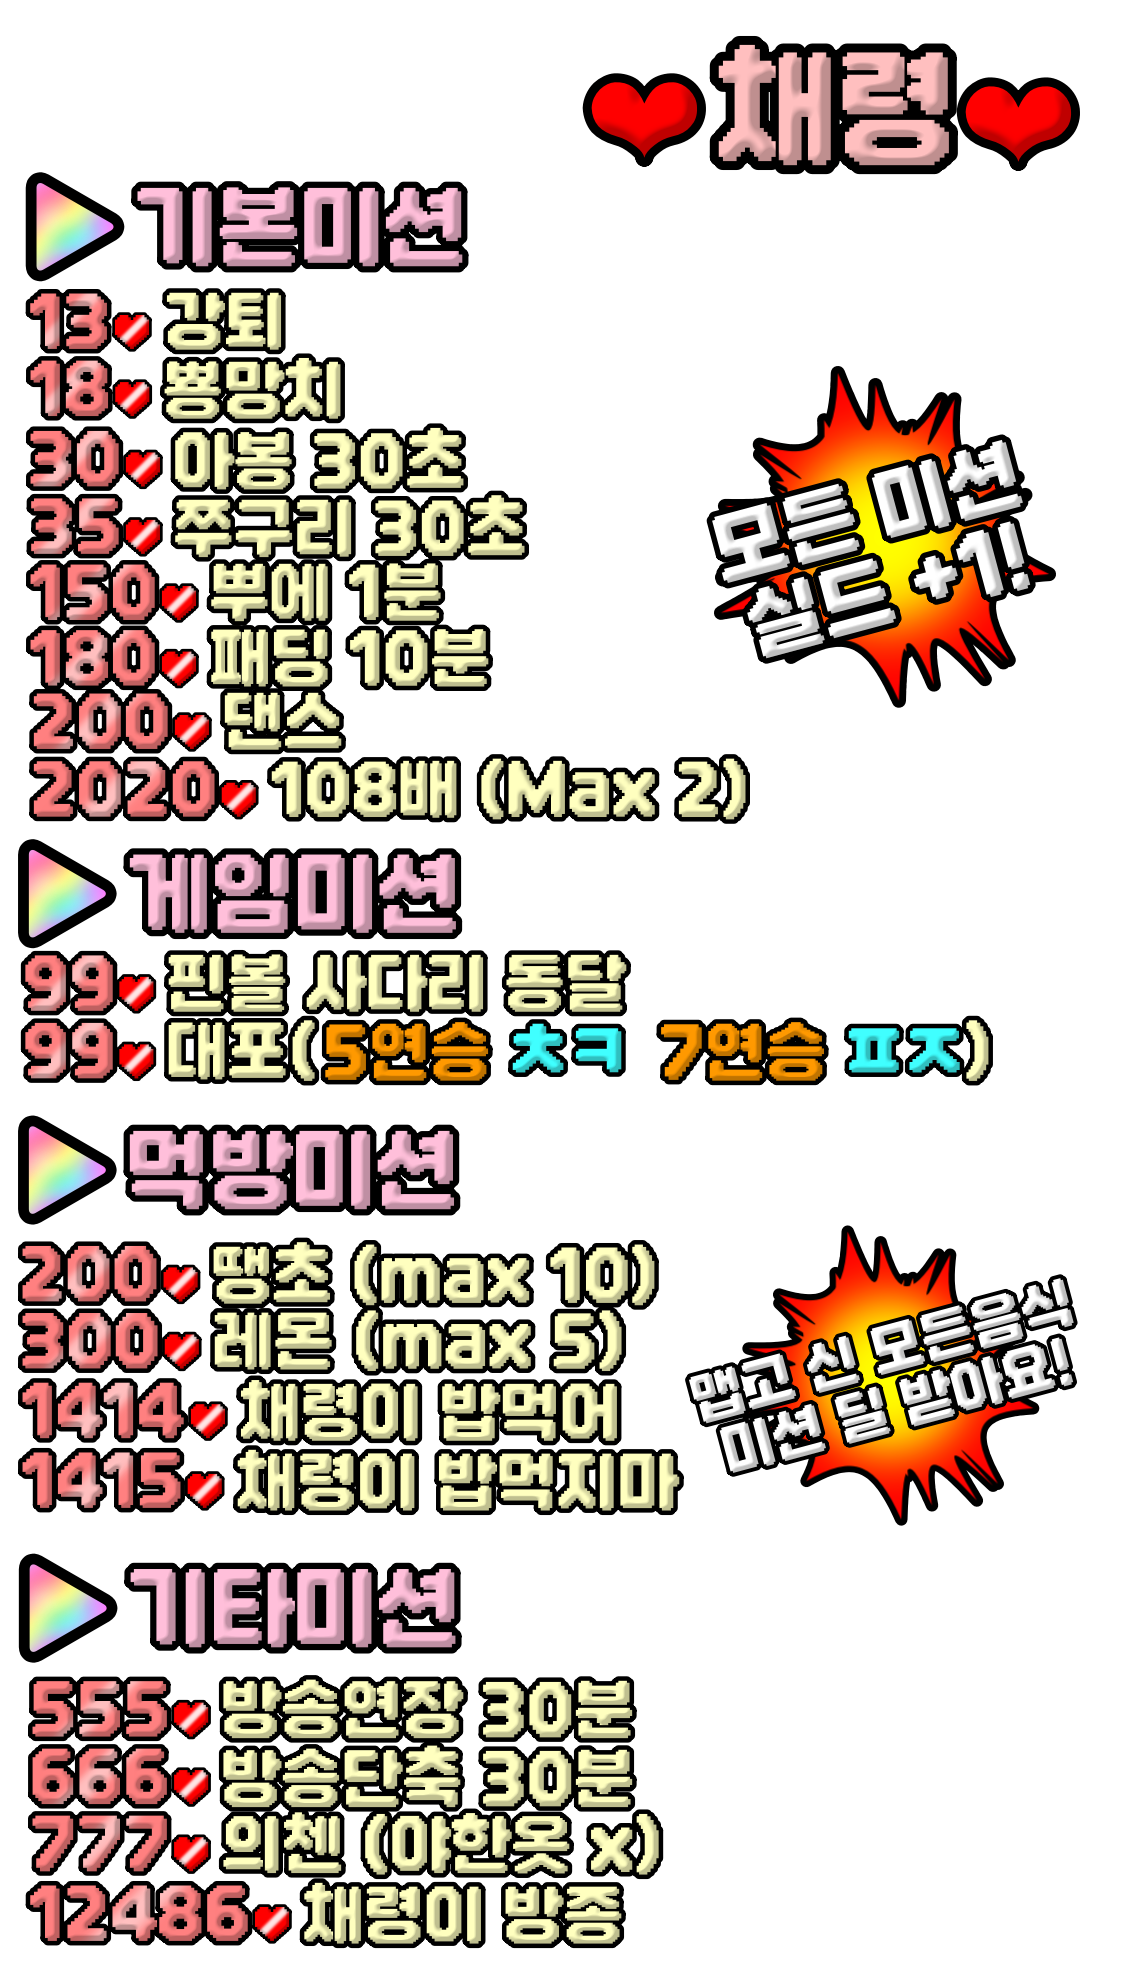 채령
기본미션
13 강퇴
18 뿅망치
30 아봉 30초
35 쭈구리 30초
150 뿌에 1분
180 패딩 10분
200 댄스
2020 108배 (Max 2)
모든 미션
실드 +1!
게임미션
99 핀볼 사다리 동달
99 대포(5연승 ㅊㅋ 7연승 ㅍㅈ)
먹방미션
200 땡초 (max 10)
300 레몬 (max 5)
1414 채령이 밥먹어
1415 채령이 밥먹지마
맵고 신 모든음식
미션 딜 받아요!
기타미션
555 방송연장 30분
666 방송단축 30분
777 의첸 (야한옷 x)
12486 채령이 방종